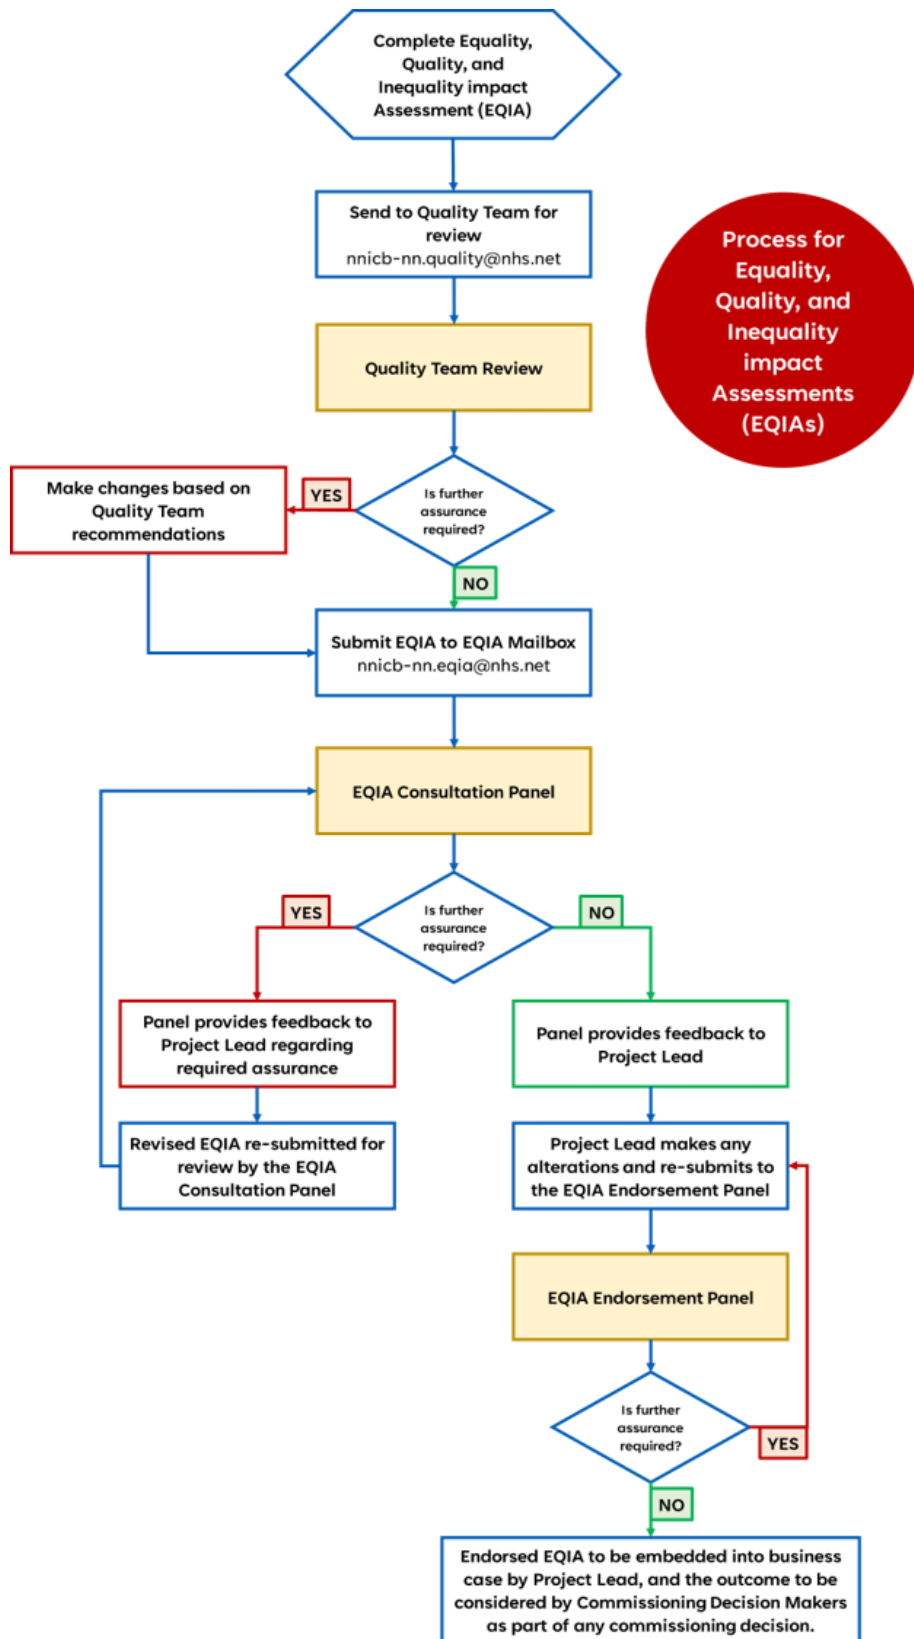 Complete Equality,
Quality, and
Inequality impact
Assessment (EQIA)
Send to Quality Team for
review
nnicb-nn.quality@nhs.net
Process for
Equality,
Quality, and
Inequality
impact
Assessments
(EQIAs)
Quality Team Review
Is further
assurance
required?
YES
Make changes based on
Quality Team
recommendations
NO
Submit EQIA to EQIA Mailbox
nnicb-nn.eqia@nhs.net
EQIA Consultation Panel
Is further
assurance
required?
YES
NO
Panel provides feedback to
Project Lead regarding
required assurance
Panel provides feedback to
Project Lead
Revised EQIA re-submitted for
review by the EQIA
Consultation Panel
Project Lead makes any
alterations and re-submits to
the EQIA Endorsement Panel
EQIA Endorsement Panel
Is further
assurance
required?
YES
NO
Endorsed EQIA to be embedded into business
case by Project Lead, and the outcome to be
considered by Commissioning Decision Makers
as part of any commissioning decision.